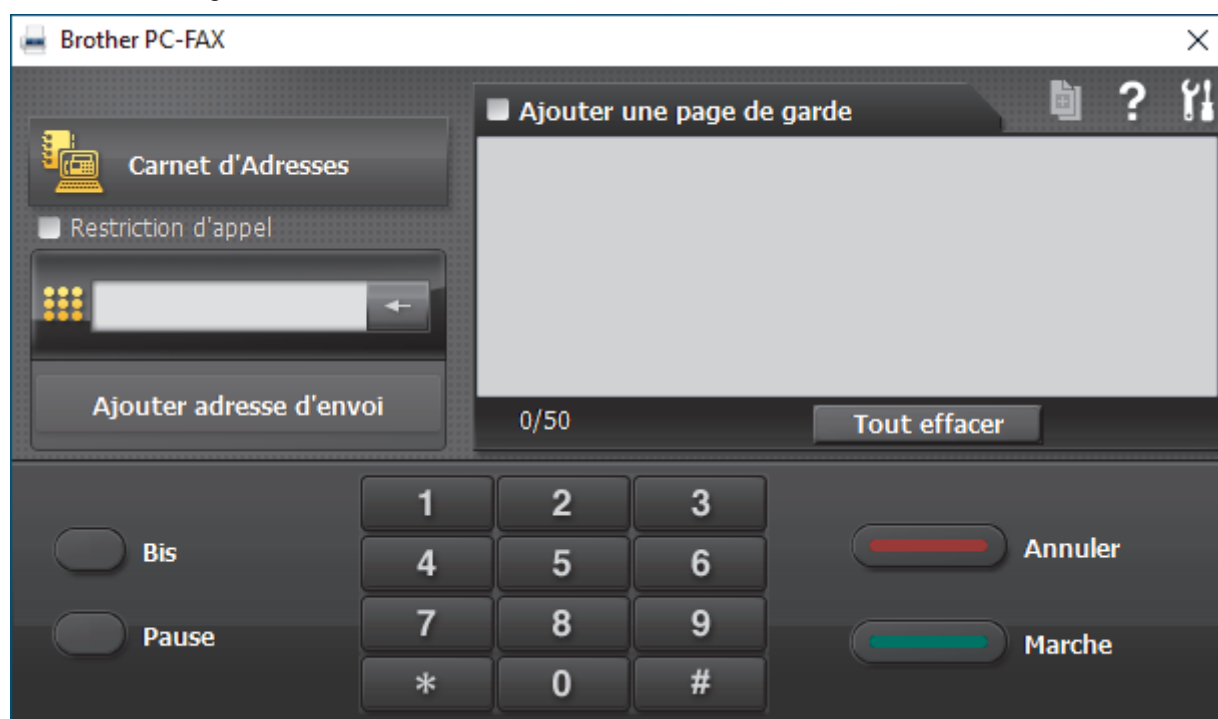 Brother PC-FAX
Ajouter une page de garde
?
Carnet d'Adresses
Restriction d'appel
Ajouter adresse d'envoi
0/50
Tout effacer
1 2 3
4 5 6
7 8 9
* 0 #
Bis
Pause
Annuler
Marche